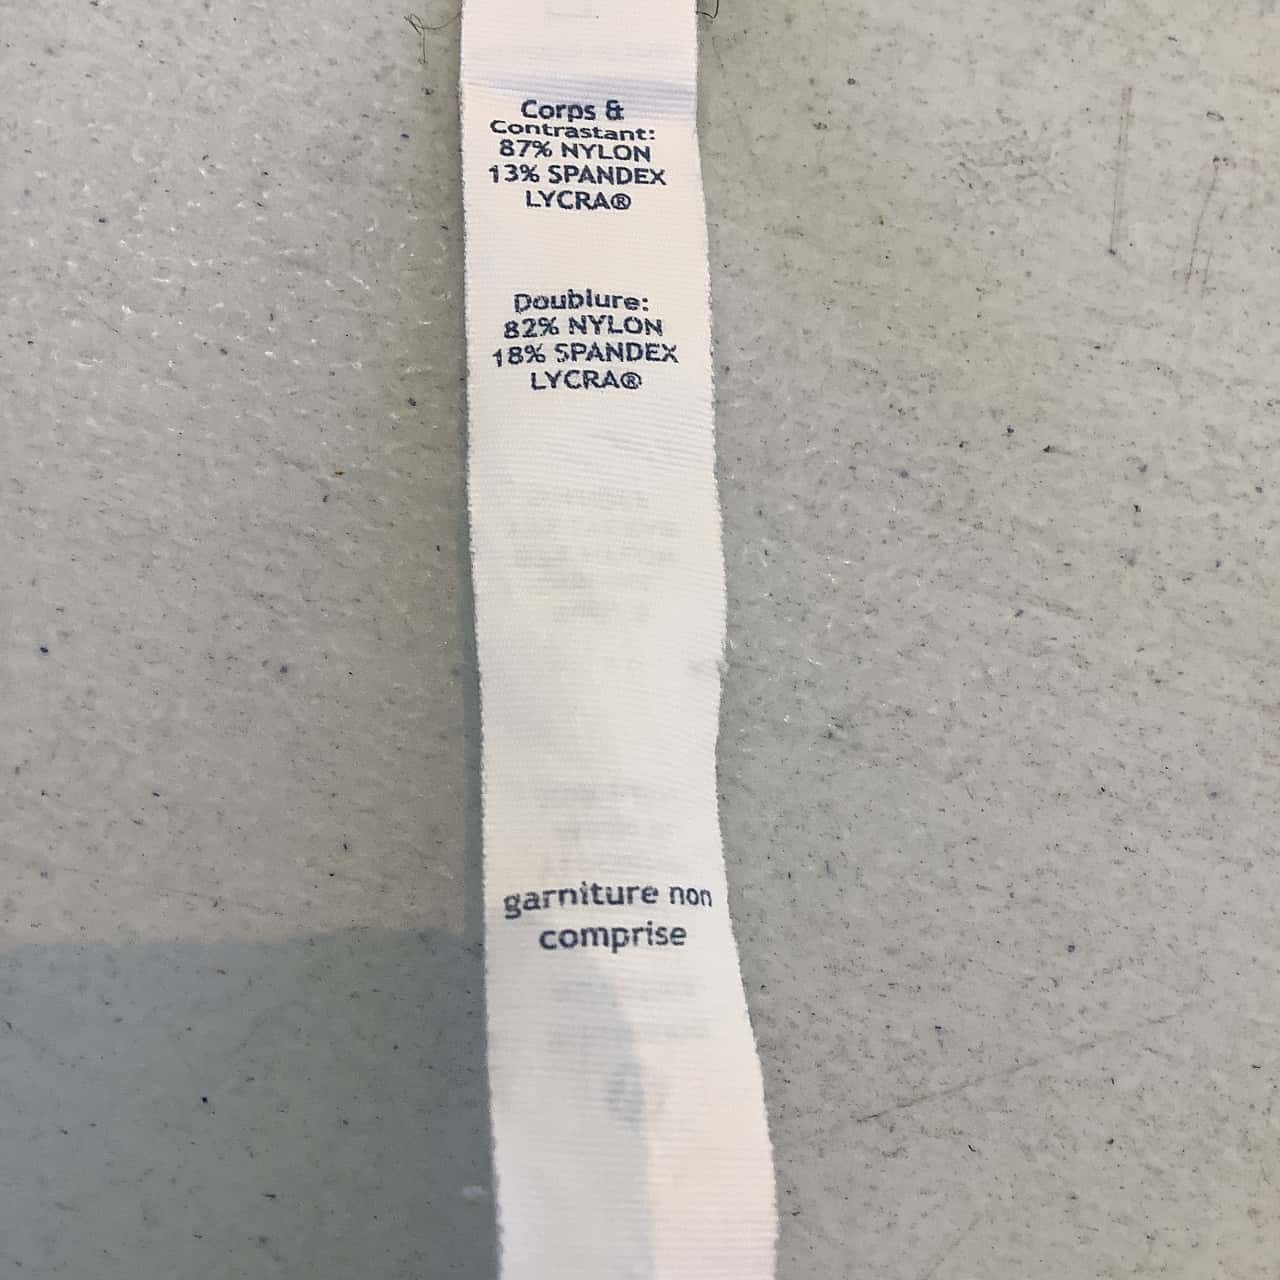 Corps &
Contrastant:
87% NYLON
13% SPANDEX
LYCRA®
Doublure:
82% NYLON
18% SPANDEX
LYCRA®
garniture non
comprise